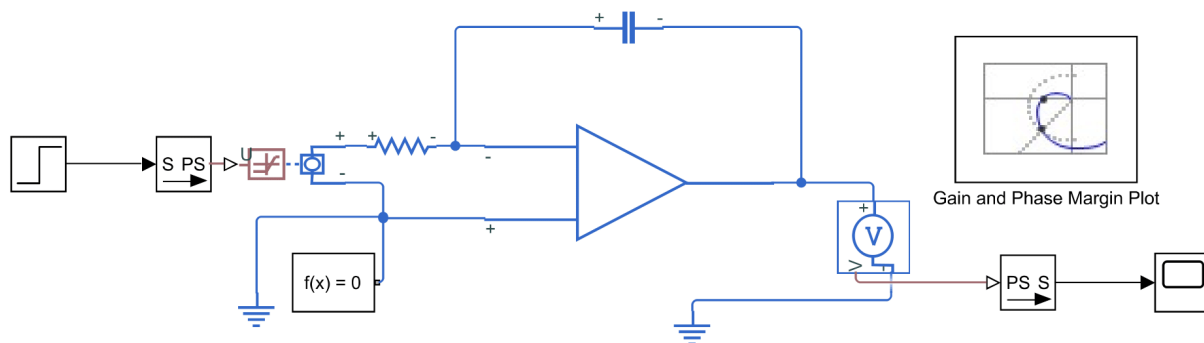 + -
S PS
U
+
-
+ -
-
+
f(x) = 0
Gain and Phase Margin Plot
+
V
V
-
PS S